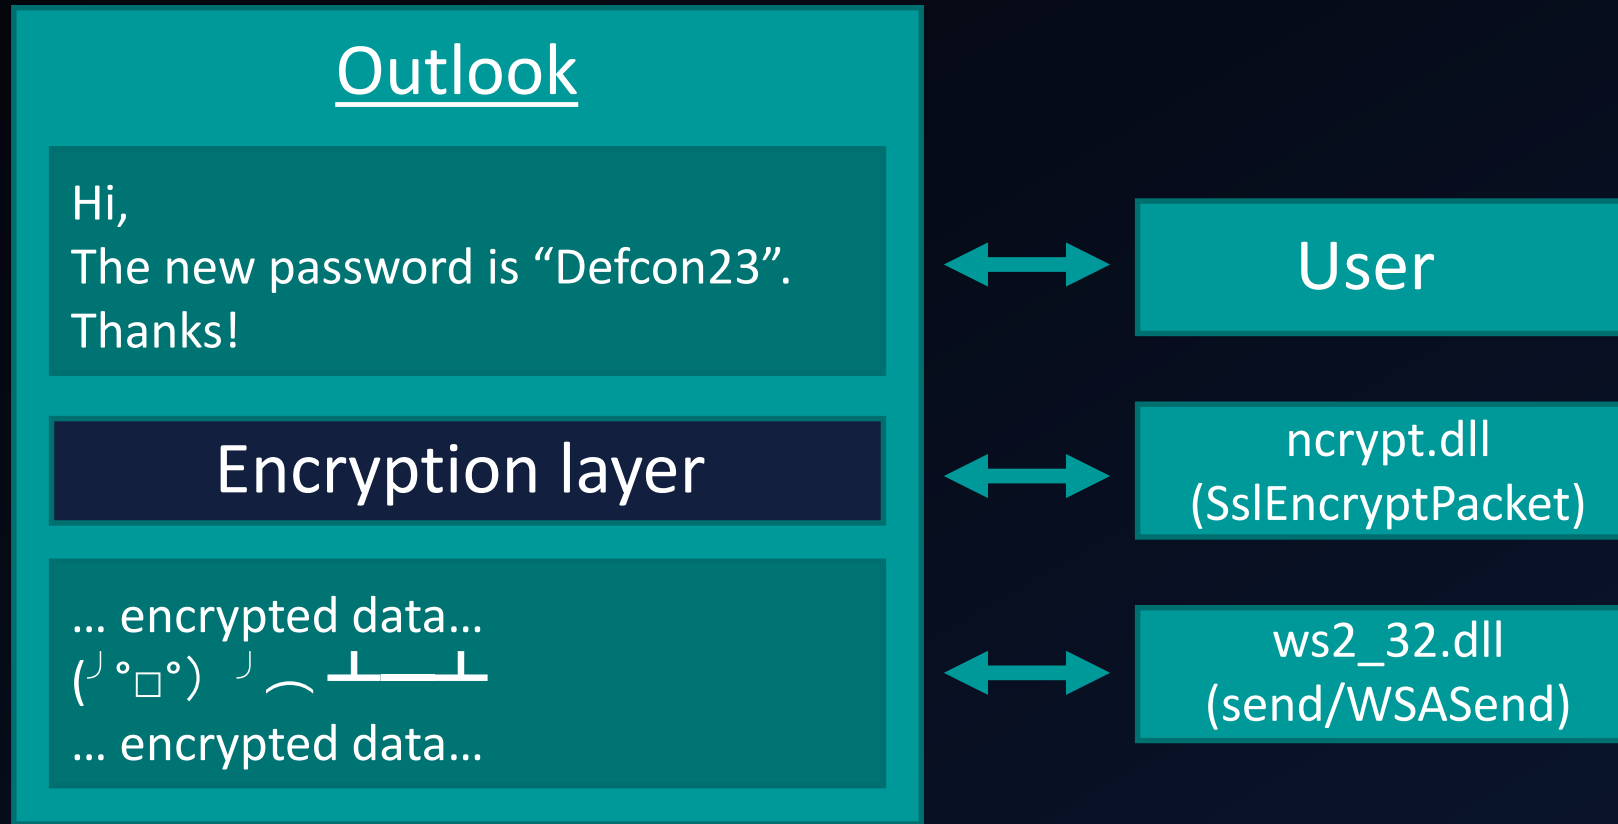 Outlook
Hi,
The new password is “Defcon23”.
Thanks!
Encryption layer
... encrypted data...
(╯°□°）╯︵ ┻━┻
... encrypted data...
User
ncrypt.dll
(SslEncryptPacket)
ws2_32.dll
(send/WSASend)